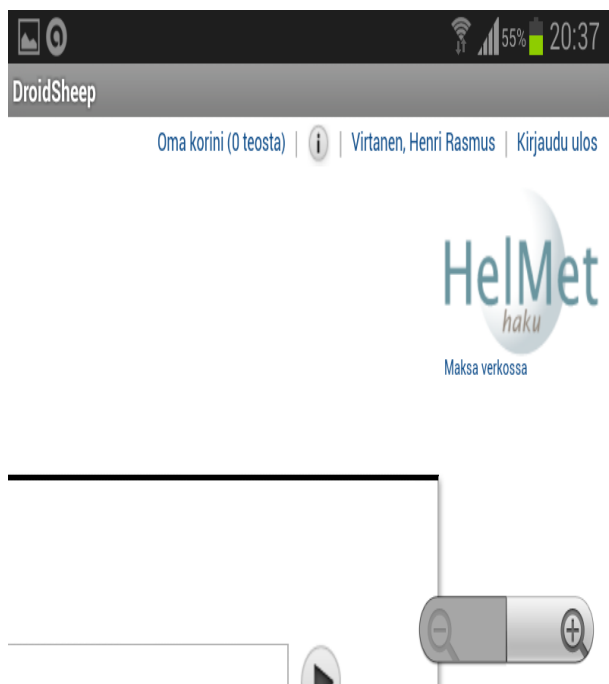 55% 20:37
DroidSheep
Oma korini (0 teosta) | i | Virtanen, Henri Rasmus | Kirjaudu ulos
HelMet
haku
Maksa verkossa